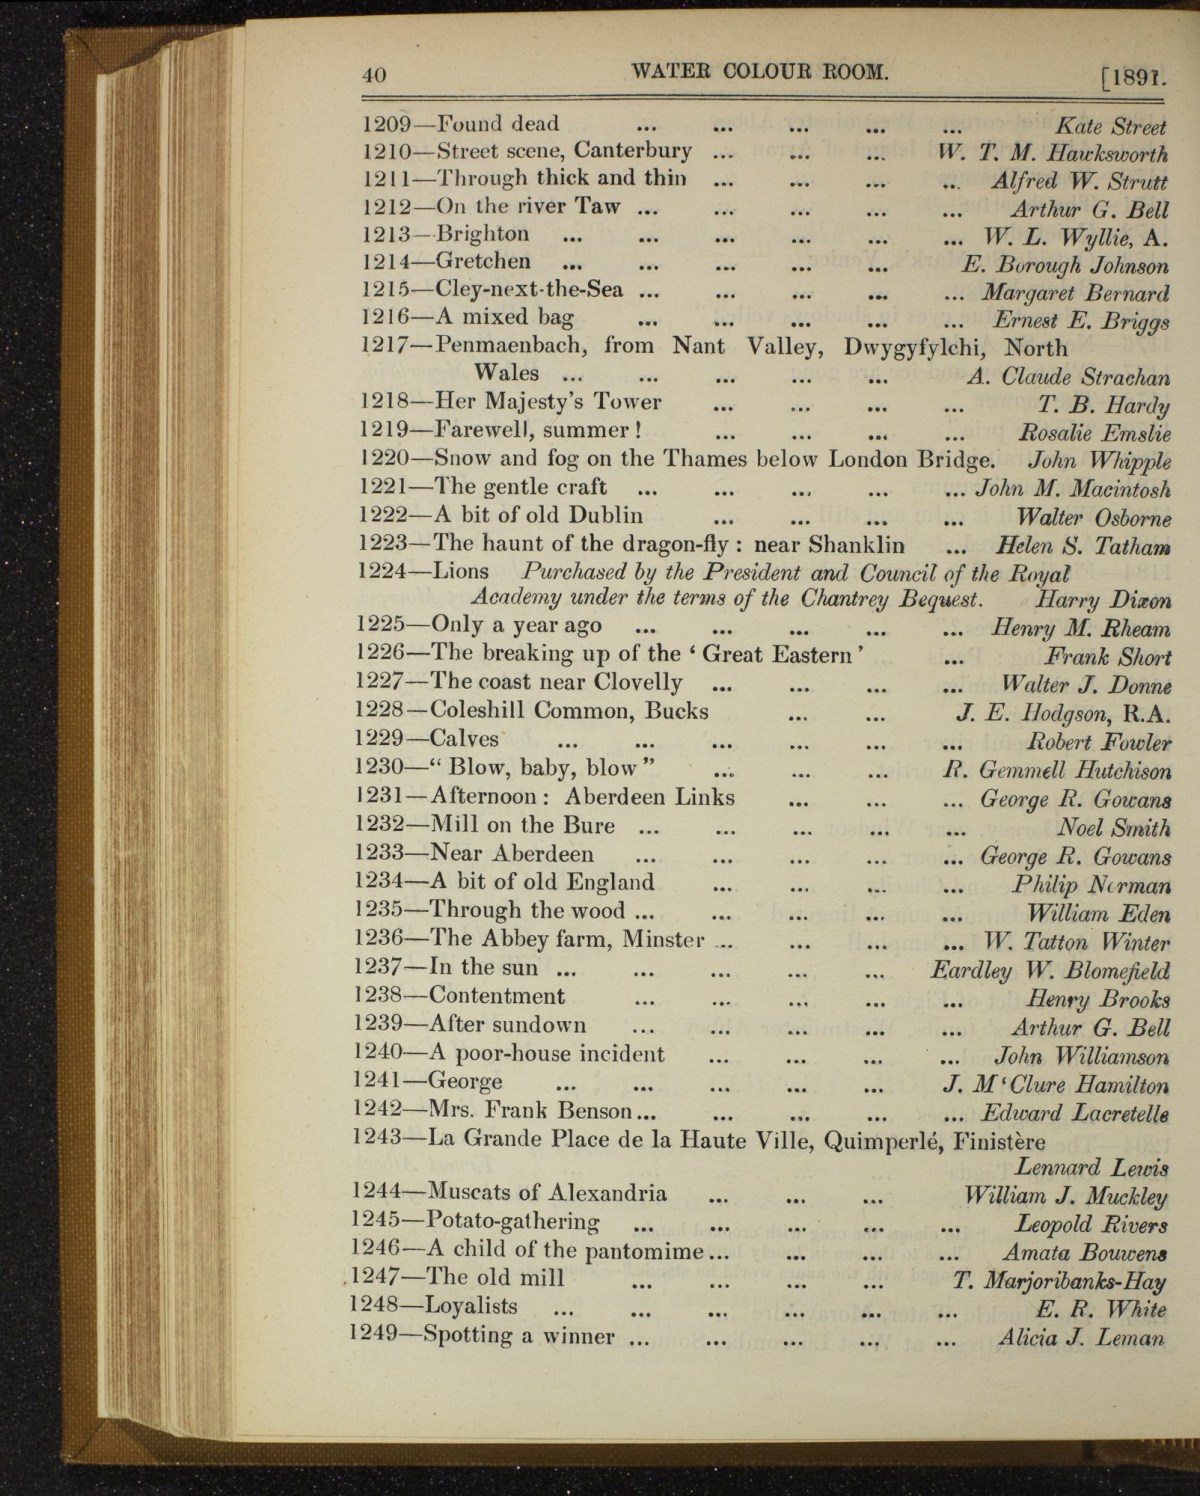 40 WATER COLOUR ROOM. [1891.
1209—Found dead ... ... ... ... ... Kate Street
1210—Street scene, Canterbury ... ... ... W. T. M. Hawksworth
1211—Through thick and thin ... ... ... ... Alfred W. Strutt
1212—On the river Taw ... ... ... ... ... Arthur G. Bell
1213—Brighton ... ... ... ... ... ... W. L. Wyllie, A.
1214—Gretchen ... ... ... ... ... E. Borough Johnson
1215—Cley-next-the-Sea ... ... ... ... ... Margaret Bernard
1216—A mixed bag ... ... ... ... ... Ernest E. Briggs
1217—Penmaenbach, from Nant Valley, Dwygyfylchi, North
Wales ... ... ... ... ... A. Claude Strachan
1218—Her Majesty's Tower ... ... ... ... T. B. Hardy
1219—Farewell, summer! ... ... ... ... Rosalie Emslie
1220—Snow and fog on the Thames below London Bridge. John Whipple
1221—The gentle craft ... ... ... ... ... John M. Macintosh
1222—A bit of old Dublin ... ... ... ... Walter Osborne
1223—The haunt of the dragon-fly: near Shanklin ... Helen S. Tatham
1224—Lions Purchased by the President and Council of the Royal
Academy under the terms of the Chantrey Bequest. Harry Dixon
1225—Only a year ago ... ... ... ... ... Henry M. Rheam
1226—The breaking up of the ‘Great Eastern’ ... Frank Short
1227—The coast near Clovelly ... ... ... ... Walter J. Donne
1228—Coleshill Common, Bucks ... ... J. E. Hodgson, R.A.
1229—Calves ... ... ... ... ... ... Robert Fowler
1230—“Blow, baby, blow” ... ... ... R. Gemmell Hutchison
1231—Afternoon: Aberdeen Links ... ... ... George R. Gowans
1232—Mill on the Bure ... ... ... ... ... Noel Smith
1233—Near Aberdeen ... ... ... ... ... George R. Gowans
1234—A bit of old England ... ... ... ... Philip Norman
1235—Through the wood ... ... ... ... ... William Eden
1236—The Abbey farm, Minster ... ... ... ... W. Tatton Winter
1237—In the sun ... ... ... ... ... Eardley W. Blomefield
1238—Contentment ... ... ... ... ... Henry Brooks
1239—After sundown ... ... ... ... ... Arthur G. Bell
1240—A poor-house incident ... ... ... ... John Williamson
1241—George ... ... ... ... ... J. M‘Clure Hamilton
1242—Mrs. Frank Benson... ... ... ... ... Edward Lacretelle
1243—La Grande Place de la Haute Ville, Quimperlé, Finistère
Lennard Lewis
1244—Muscats of Alexandria ... ... ... William J. Muckley
1245—Potato-gathering ... ... ... ... ... Leopold Rivers
1246—A child of the pantomime... ... ... ... Amata Bouwens
1247—The old mill ... ... ... ... T. Marjoribanks-Hay
1248—Loyalists ... ... ... ... ... ... E. R. White
1249—Spotting a winner ... ... ... ... ... Alicia J. Leman